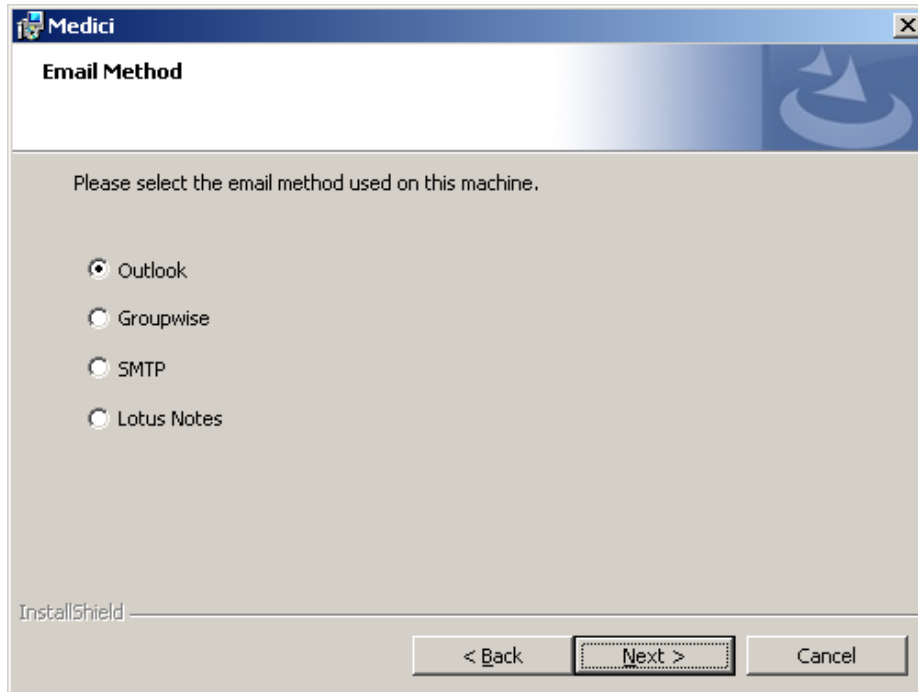 Medici
Email Method
Please select the email method used on this machine.
Outlook
Groupwise
SMTP
Lotus Notes
InstallShield
< Back Next > Cancel